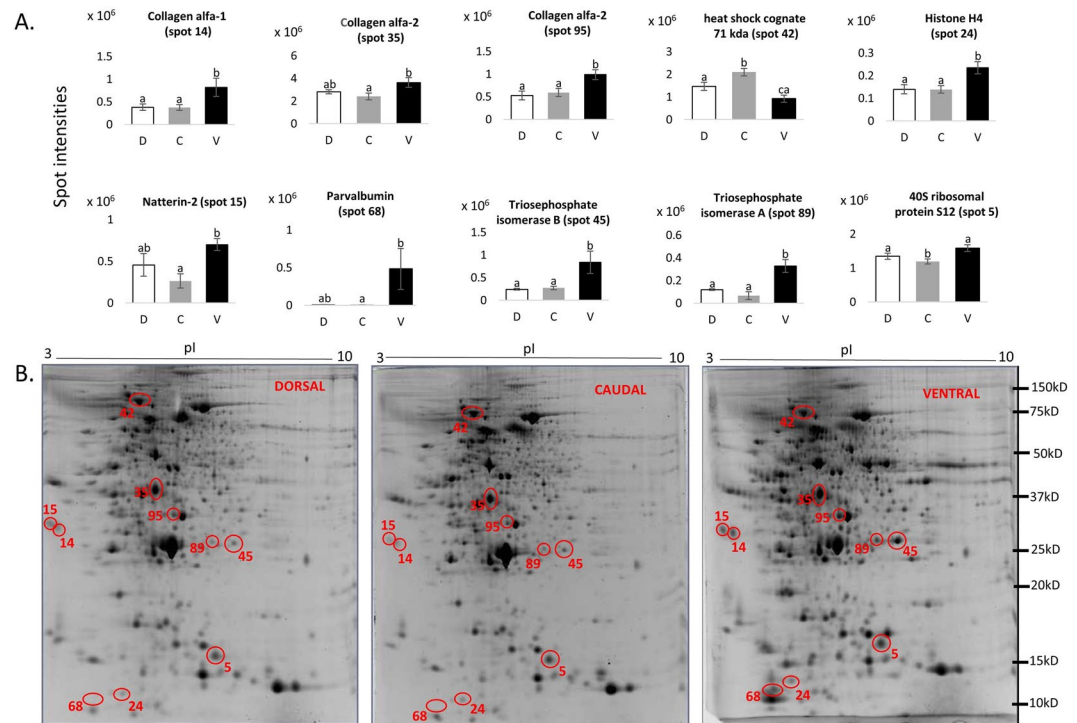 A.
Spot intensities
x 10⁶
Collagen alfa-1
(spot 14)
1.5
1
0.5
0
a
a
b
D
C
V
x 10⁶
Collagen alfa-2
(spot 35)
6
4
2
0
ab
a
b
D
C
V
x 10⁶
Collagen alfa-2
(spot 95)
1.5
1
0.5
0
a
a
b
D
C
V
x 10⁶
heat shock cognate
71 kda (spot 42)
3
2
1
0
a
b
ca
D
C
V
x 10⁶
Histone H4
(spot 24)
0.3
0.2
0.1
0
a
a
b
D
C
V
x 10⁶
Natterin-2 (spot 15)
1
0.5
0
ab
a
b
D
C
V
x 10⁶
Parvalbumin
(spot 68)
1
0.5
0
ab
a
b
D
C
V
x 10⁶
Triosephosphate
isomerase B (spot 45)
1.5
1
0.5
0
a
a
b
D
C
V
x 10⁶
Triosephosphate
isomerase A (spot 89)
0.6
0.4
0.2
0
a
a
b
D
C
V
x 10⁶
40S ribosomal
protein S12 (spot 5)
2
1
0
a
b
a
D
C
V
B.
3 pI 10
DORSAL
42
35
95
15
14
89
45
5
68
24
3 pI 10
CAUDAL
42
35
95
15
14
89
45
5
68
24
3 pI 10
VENTRAL
42
35
95
15
14
89
45
5
68
24
150kD
75kD
50kD
37kD
25kD
20kD
15kD
10kD